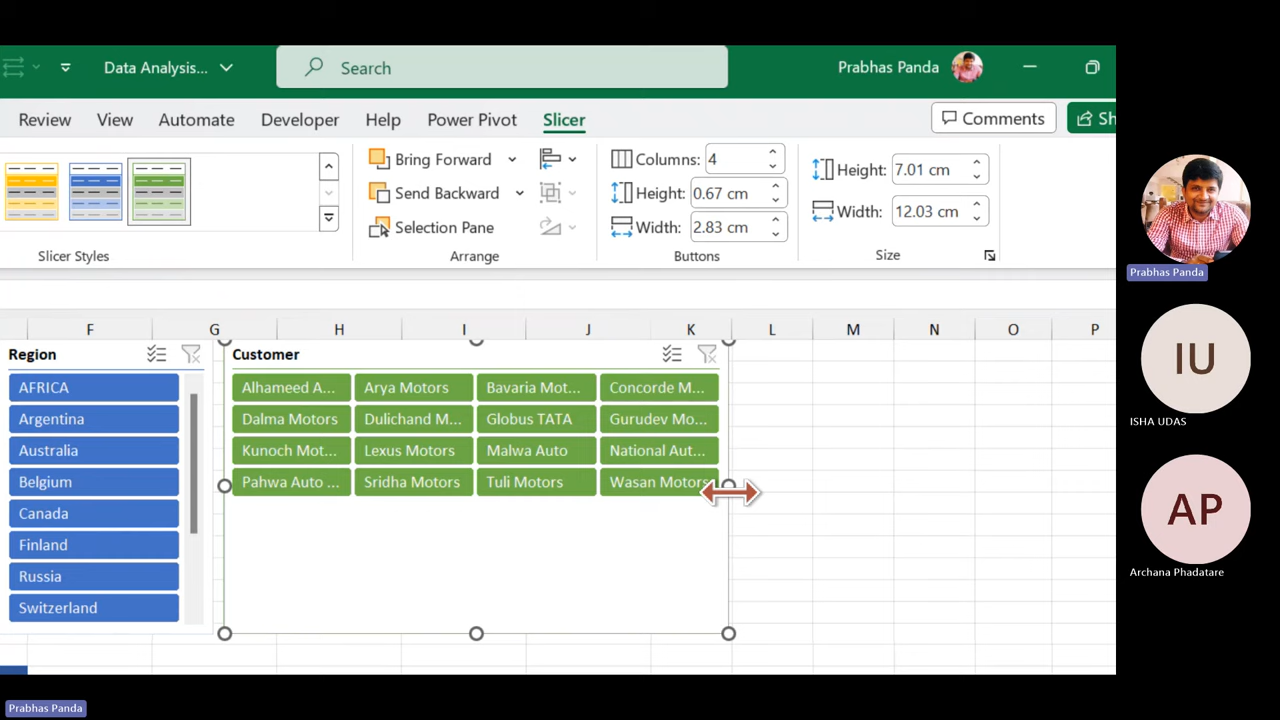 Data Analysis...
Search
Prabhas Panda
Review View Automate Developer Help Power Pivot Slicer
Comments
Sh
Bring Forward
Send Backward
Selection Pane
Columns: 4
Height: 0.67 cm
Width: 2.83 cm
Height: 7.01 cm
Width: 12.03 cm
Slicer Styles
Arrange
Buttons
Size
F G H I J K L M N O P
Region
AFRICA
Argentina
Australia
Belgium
Canada
Finland
Russia
Switzerland
Customer
Alhameed A... Arya Motors Bavaria Mot... Concorde M...
Dalma Motors Dulichand M... Globus TATA Gurudev Mo...
Kunoch Mot... Lexus Motors Malwa Auto National Aut...
Pahwa Auto ... Sridha Motors Tuli Motors Wasan Motors
Prabhas Panda
IU
ISHA UDAS
AP
Archana Phadatare
Prabhas Panda